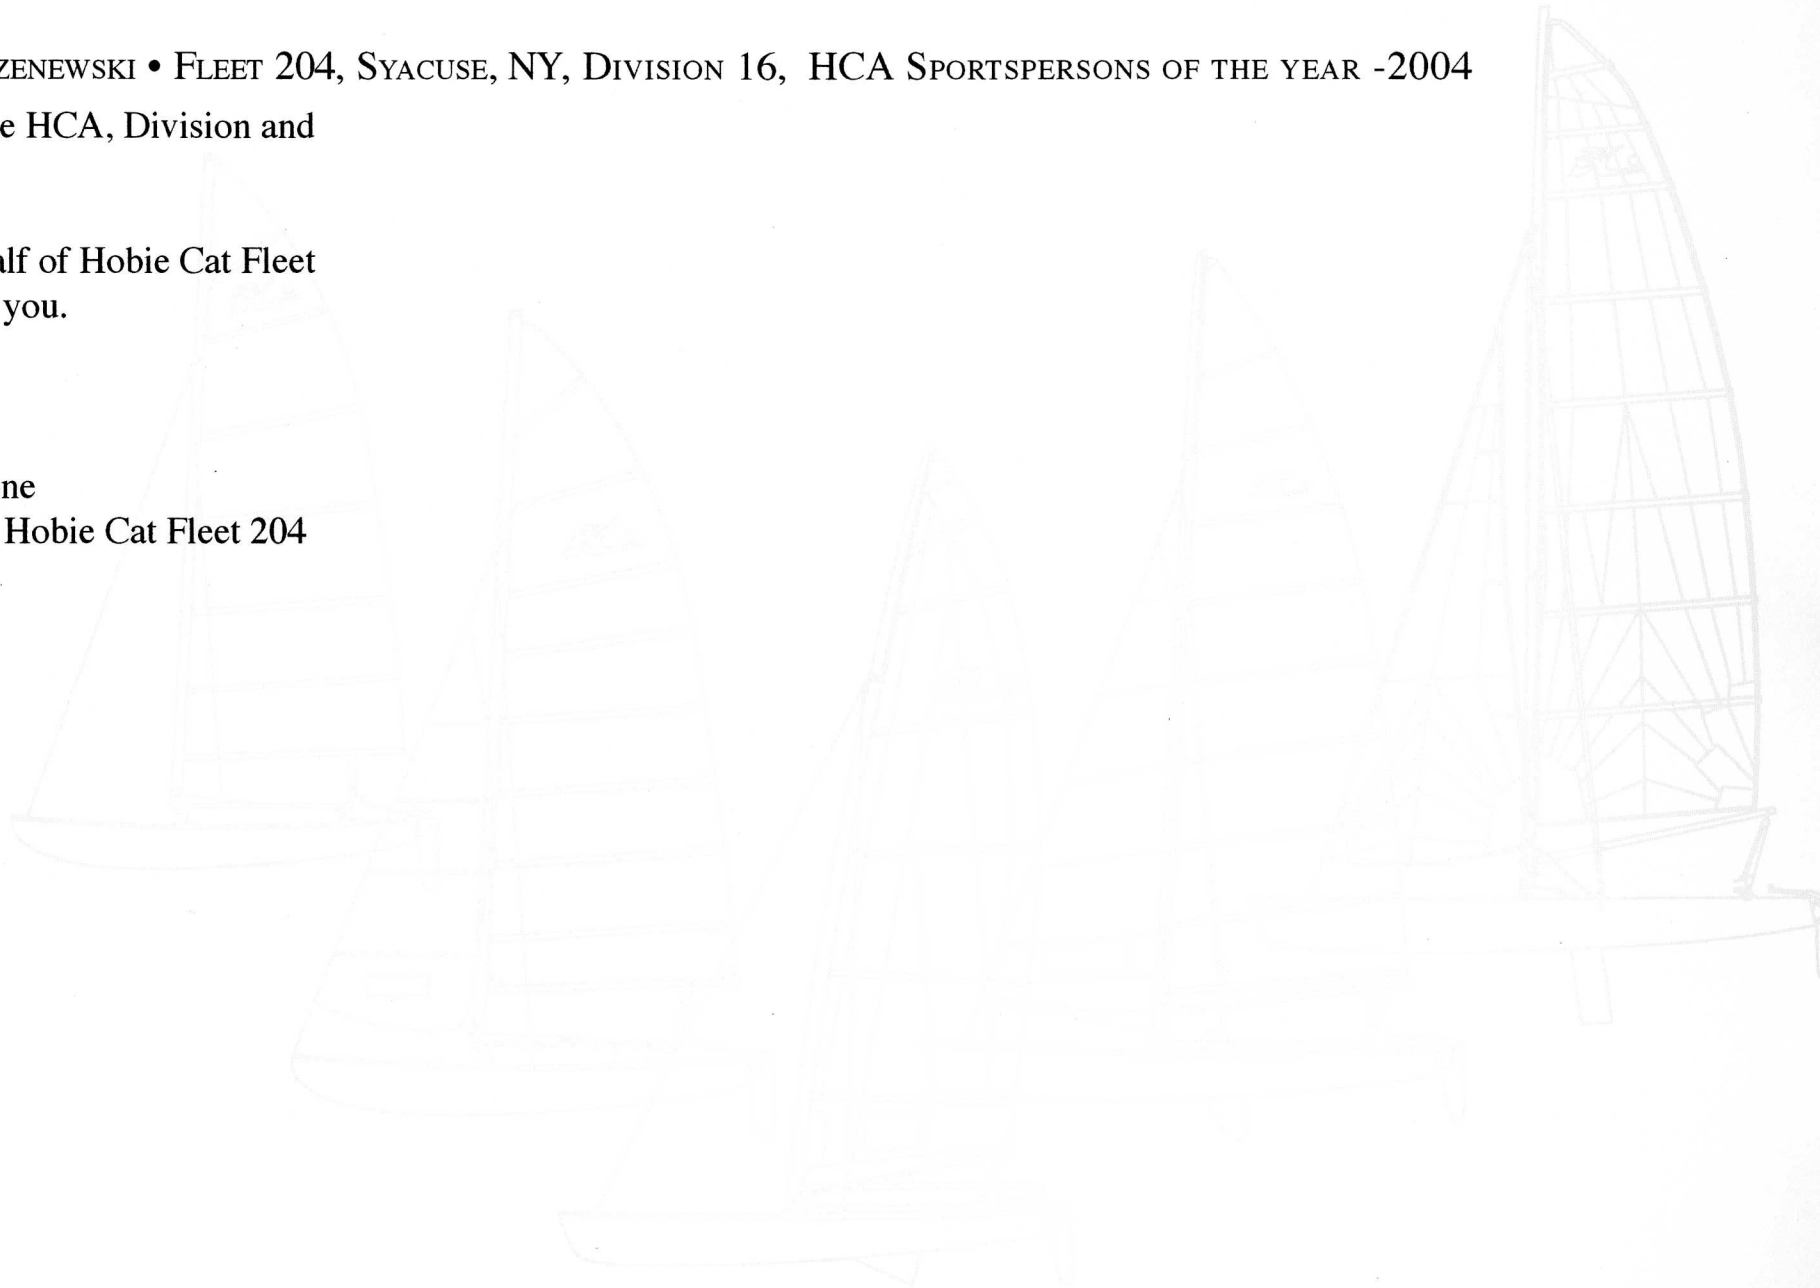 ZENEWSKI • FLEET 204, SYACUSE, NY, DIVISION 16, HCA SPORTSPERSONS OF THE YEAR -2004
e HCA, Division and
alf of Hobie Cat Fleet
you.
ne
Hobie Cat Fleet 204